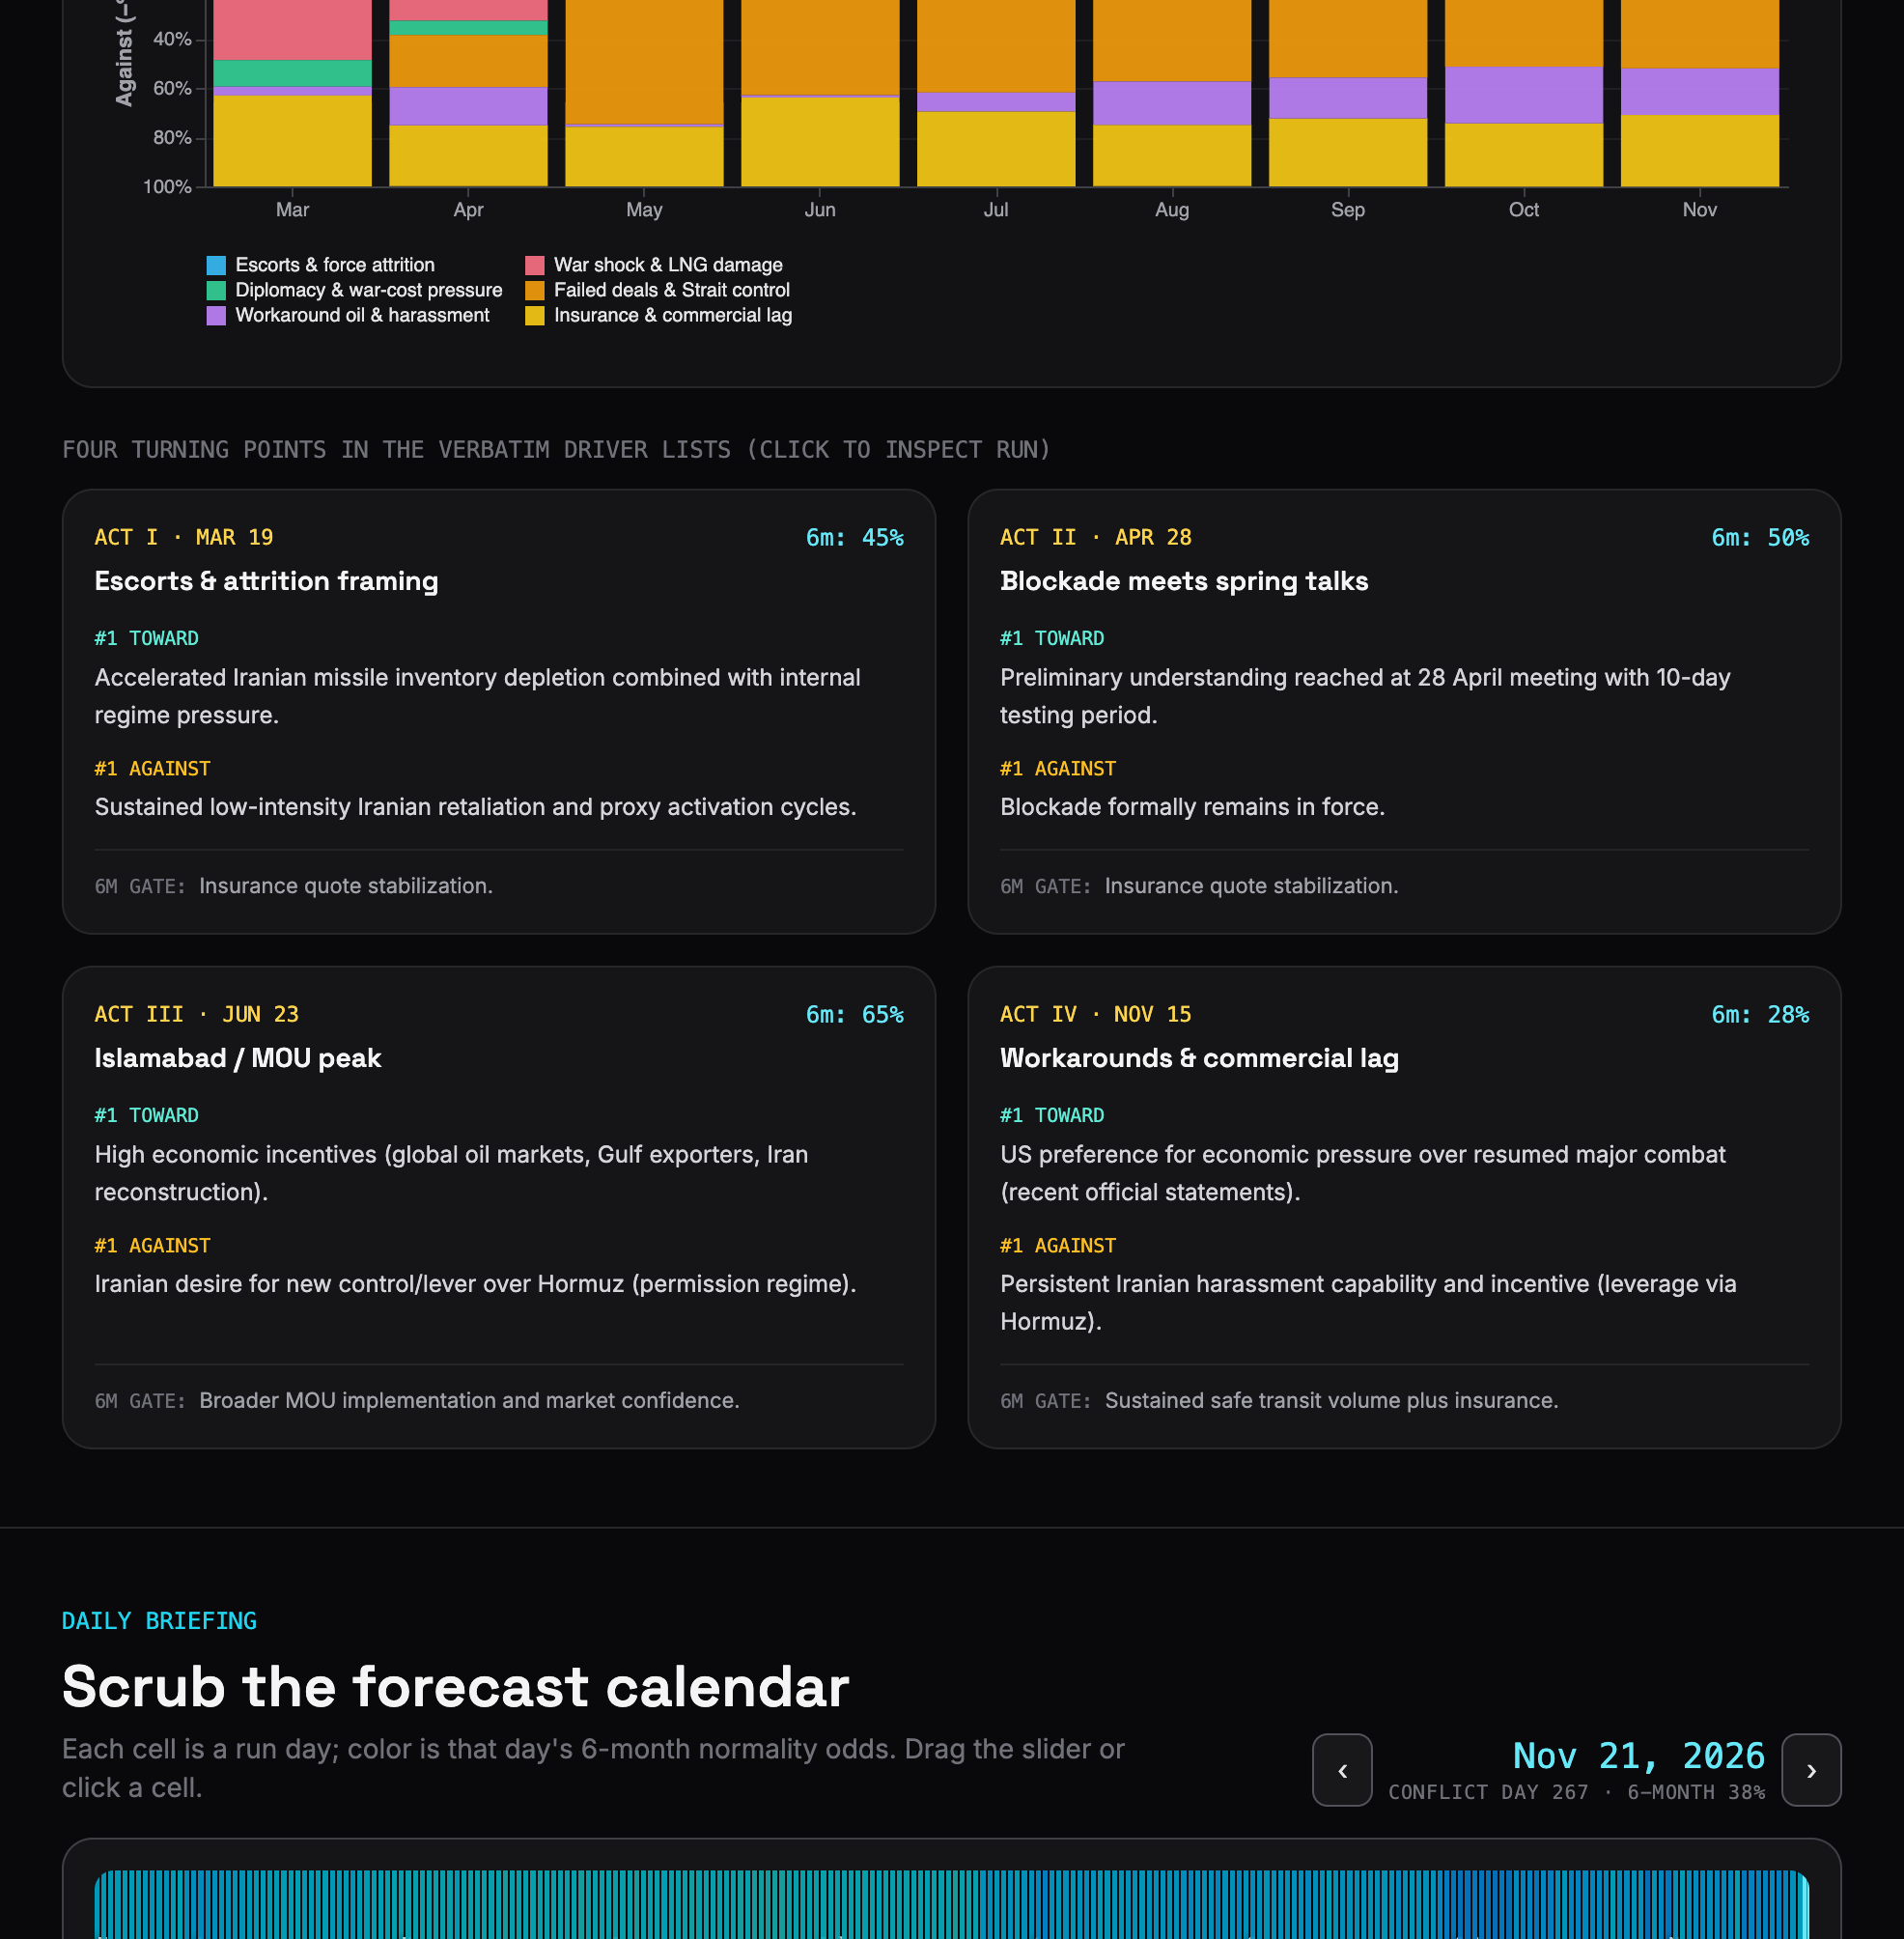 Against (–%
40%
60%
80%
100%
Mar Apr May Jun Jul Aug Sep Oct Nov
Escorts & force attrition War shock & LNG damage
Diplomacy & war-cost pressure Failed deals & Strait control
Workaround oil & harassment Insurance & commercial lag
FOUR TURNING POINTS IN THE VERBATIM DRIVER LISTS (CLICK TO INSPECT RUN)
ACT I · MAR 19 6m: 45%
Escorts & attrition framing
#1 TOWARD
Accelerated Iranian missile inventory depletion combined with internal
regime pressure.
#1 AGAINST
Sustained low-intensity Iranian retaliation and proxy activation cycles.
6M GATE: Insurance quote stabilization.
ACT II · APR 28 6m: 50%
Blockade meets spring talks
#1 TOWARD
Preliminary understanding reached at 28 April meeting with 10-day
testing period.
#1 AGAINST
Blockade formally remains in force.
6M GATE: Insurance quote stabilization.
ACT III · JUN 23 6m: 65%
Islamabad / MOU peak
#1 TOWARD
High economic incentives (global oil markets, Gulf exporters, Iran
reconstruction).
#1 AGAINST
Iranian desire for new control/lever over Hormuz (permission regime).
6M GATE: Broader MOU implementation and market confidence.
ACT IV · NOV 15 6m: 28%
Workarounds & commercial lag
#1 TOWARD
US preference for economic pressure over resumed major combat
(recent official statements).
#1 AGAINST
Persistent Iranian harassment capability and incentive (leverage via
Hormuz).
6M GATE: Sustained safe transit volume plus insurance.
DAILY BRIEFING
Scrub the forecast calendar
Each cell is a run day; color is that day's 6-month normality odds. Drag the slider or
click a cell.
‹ Nov 21, 2026 ›
CONFLICT DAY 267 · 6-MONTH 38%